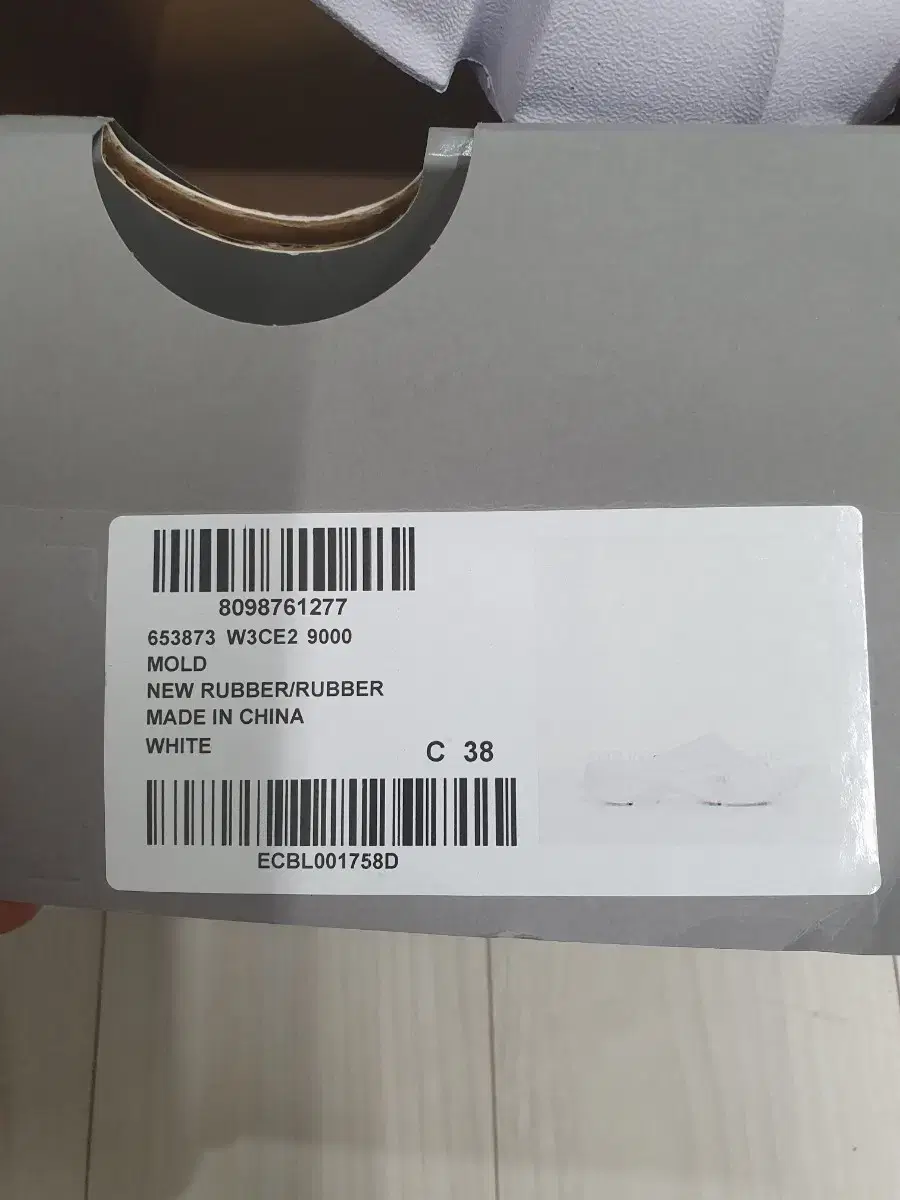 8098761277
653873 W3CE2 9000
MOLD
NEW RUBBER/RUBBER
MADE IN CHINA
WHITE
C 38
ECBL001758D